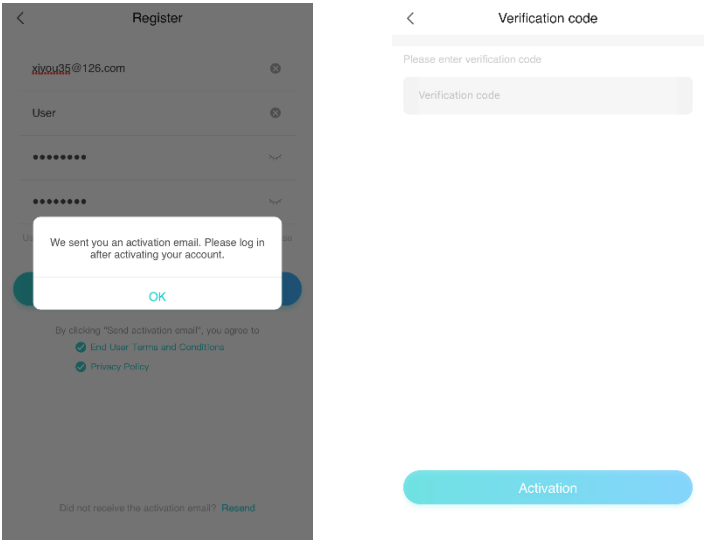 Register
xiyou35@126.com
User
We sent you an activation email. Please log in
after activating your account.
OK
By clicking "Send activation email", you agree to
End User Terms and Conditions
Privacy Policy
Did not receive the activation email? Resend
Verification code
Please enter verification code
Verification code
Activation